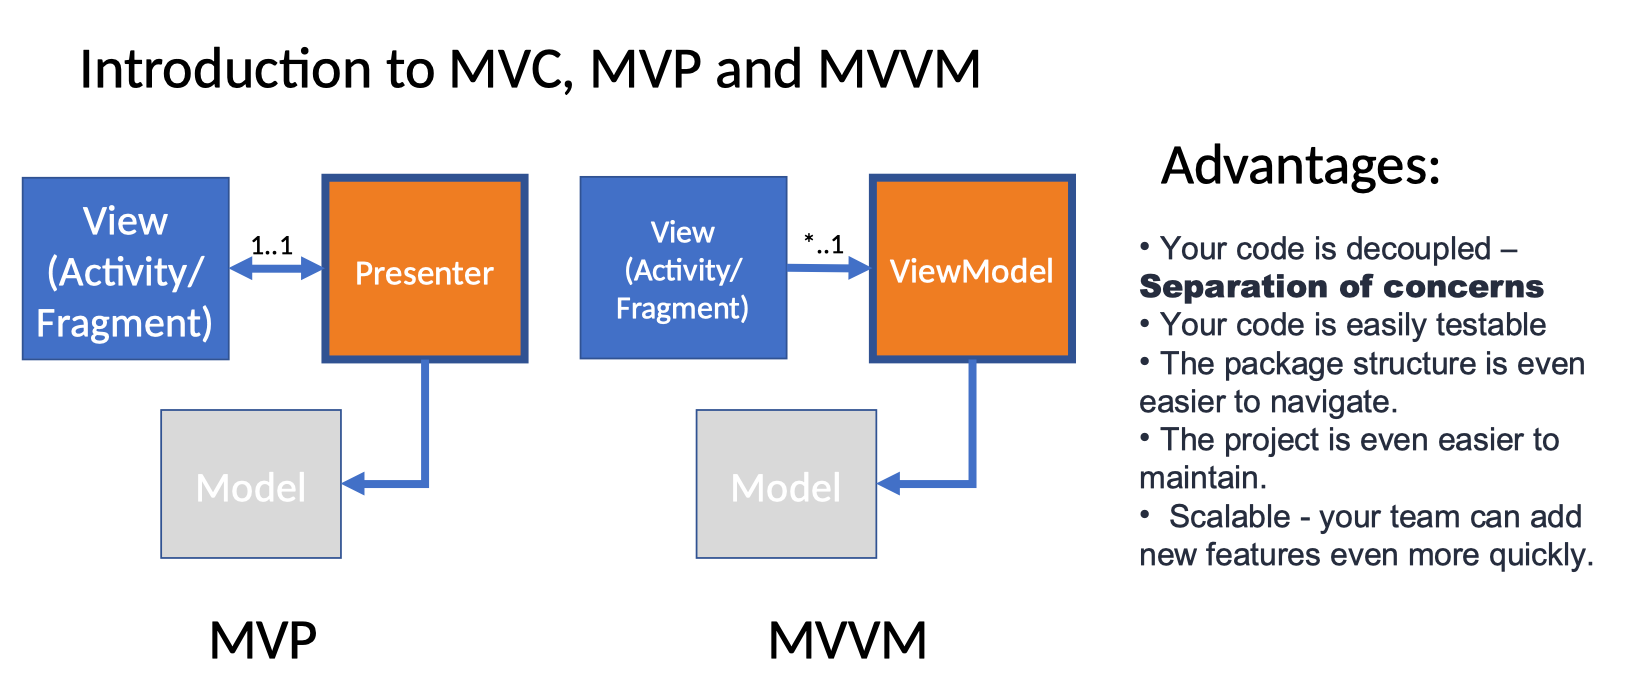 Introduction to MVC, MVP and MVVM
View
(Activity/
Fragment)
1..1
Presenter
Model
MVP
View
(Activity/
Fragment)
*..1
ViewModel
Model
MVVM
Advantages:
• Your code is decoupled –
Separation of concerns
• Your code is easily testable
• The package structure is even
easier to navigate.
• The project is even easier to
maintain.
• Scalable - your team can add
new features even more quickly.